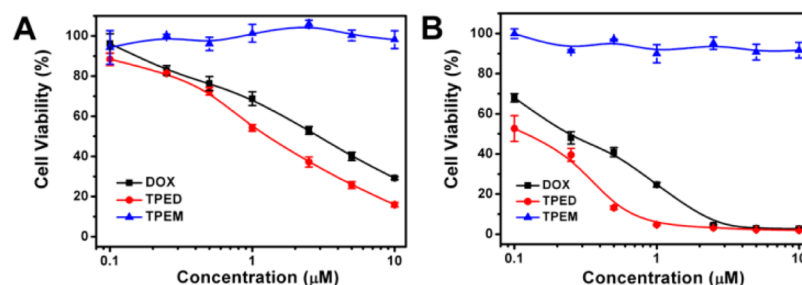 A
Cell Viability (%)
100
80
60
40
20
0
DOX
TPED
TPEM
0.1 1 10
Concentration (μM)
B
Cell Viability (%)
100
80
60
40
20
0
DOX
TPED
TPEM
0.1 1 10
Concentration (μM)